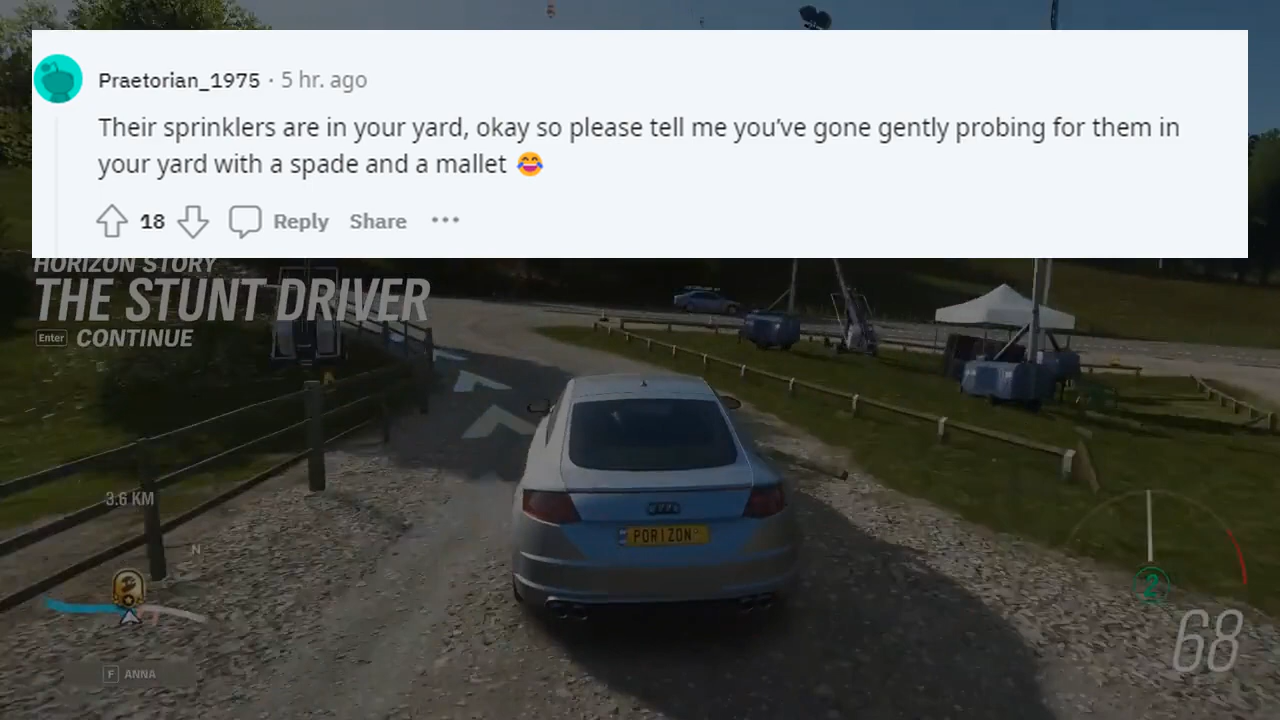 Praetorian_1975 · 5 hr. ago
Their sprinklers are in your yard, okay so please tell me you’ve gone gently probing for them in
your yard with a spade and a mallet 😂
18 Reply Share •••
HORIZON STORY
THE STUNT DRIVER
Enter CONTINUE
3.6 KM
N
PORIZON
2
68
F ANNA